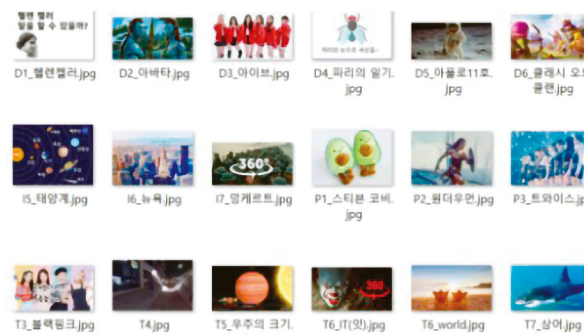 헬렌 켈러
말을 할 수 있을까?
D1_헬렌켈러.jpg
D2_아바타.jpg
D3_아이브.jpg
D4_파리의 일기.
jpg
D5_아폴로11호.
jpg
D6_클래시 오브
클랜.jpg
I5_태양계.jpg
I6_뉴욕.jpg
360°
I7_덩케르트.jpg
P1_스티븐 코비.
jpg
P2_원더우먼.jpg
P3_트와이스.jp
T3_블랙핑크.jpg
T4.jpg
T5_우주의 크기.
360
T6_IT(잇).jpg
T6_world.jpg
T7_상어.jpg